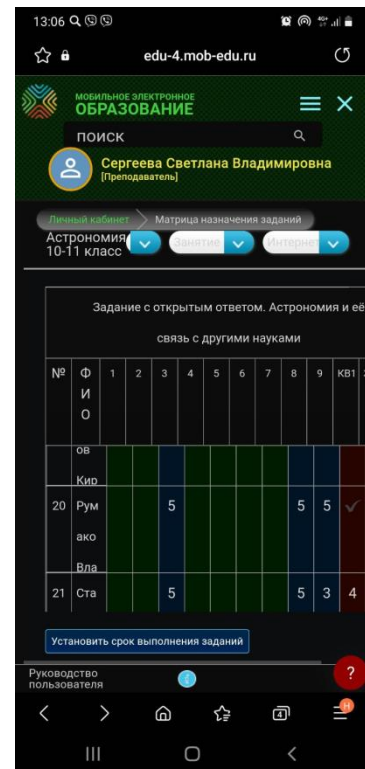 13:06
edu-4.mob-edu.ru
МОБИЛЬНОЕ ЭЛЕКТРОННОЕ
ОБРАЗОВАНИЕ
ПОИСК
Сергеева Светлана Владимировна
[Преподаватель]
Личный кабинет Матрица назначения заданий
Астрономия
10-11 класс
Занятие
Интернет
Задание с открытым ответом. Астрономия и её
связь с другими науками
№ Ф 1 2 3 4 5 6 7 8 9 КВ1
И
О
ов
Кир
20 Рум 5 5 5 ✓
ако
Вла
21 Ста 5 5 3 4
Установить срок выполнения заданий
Руководство
пользователя
?
4
Н